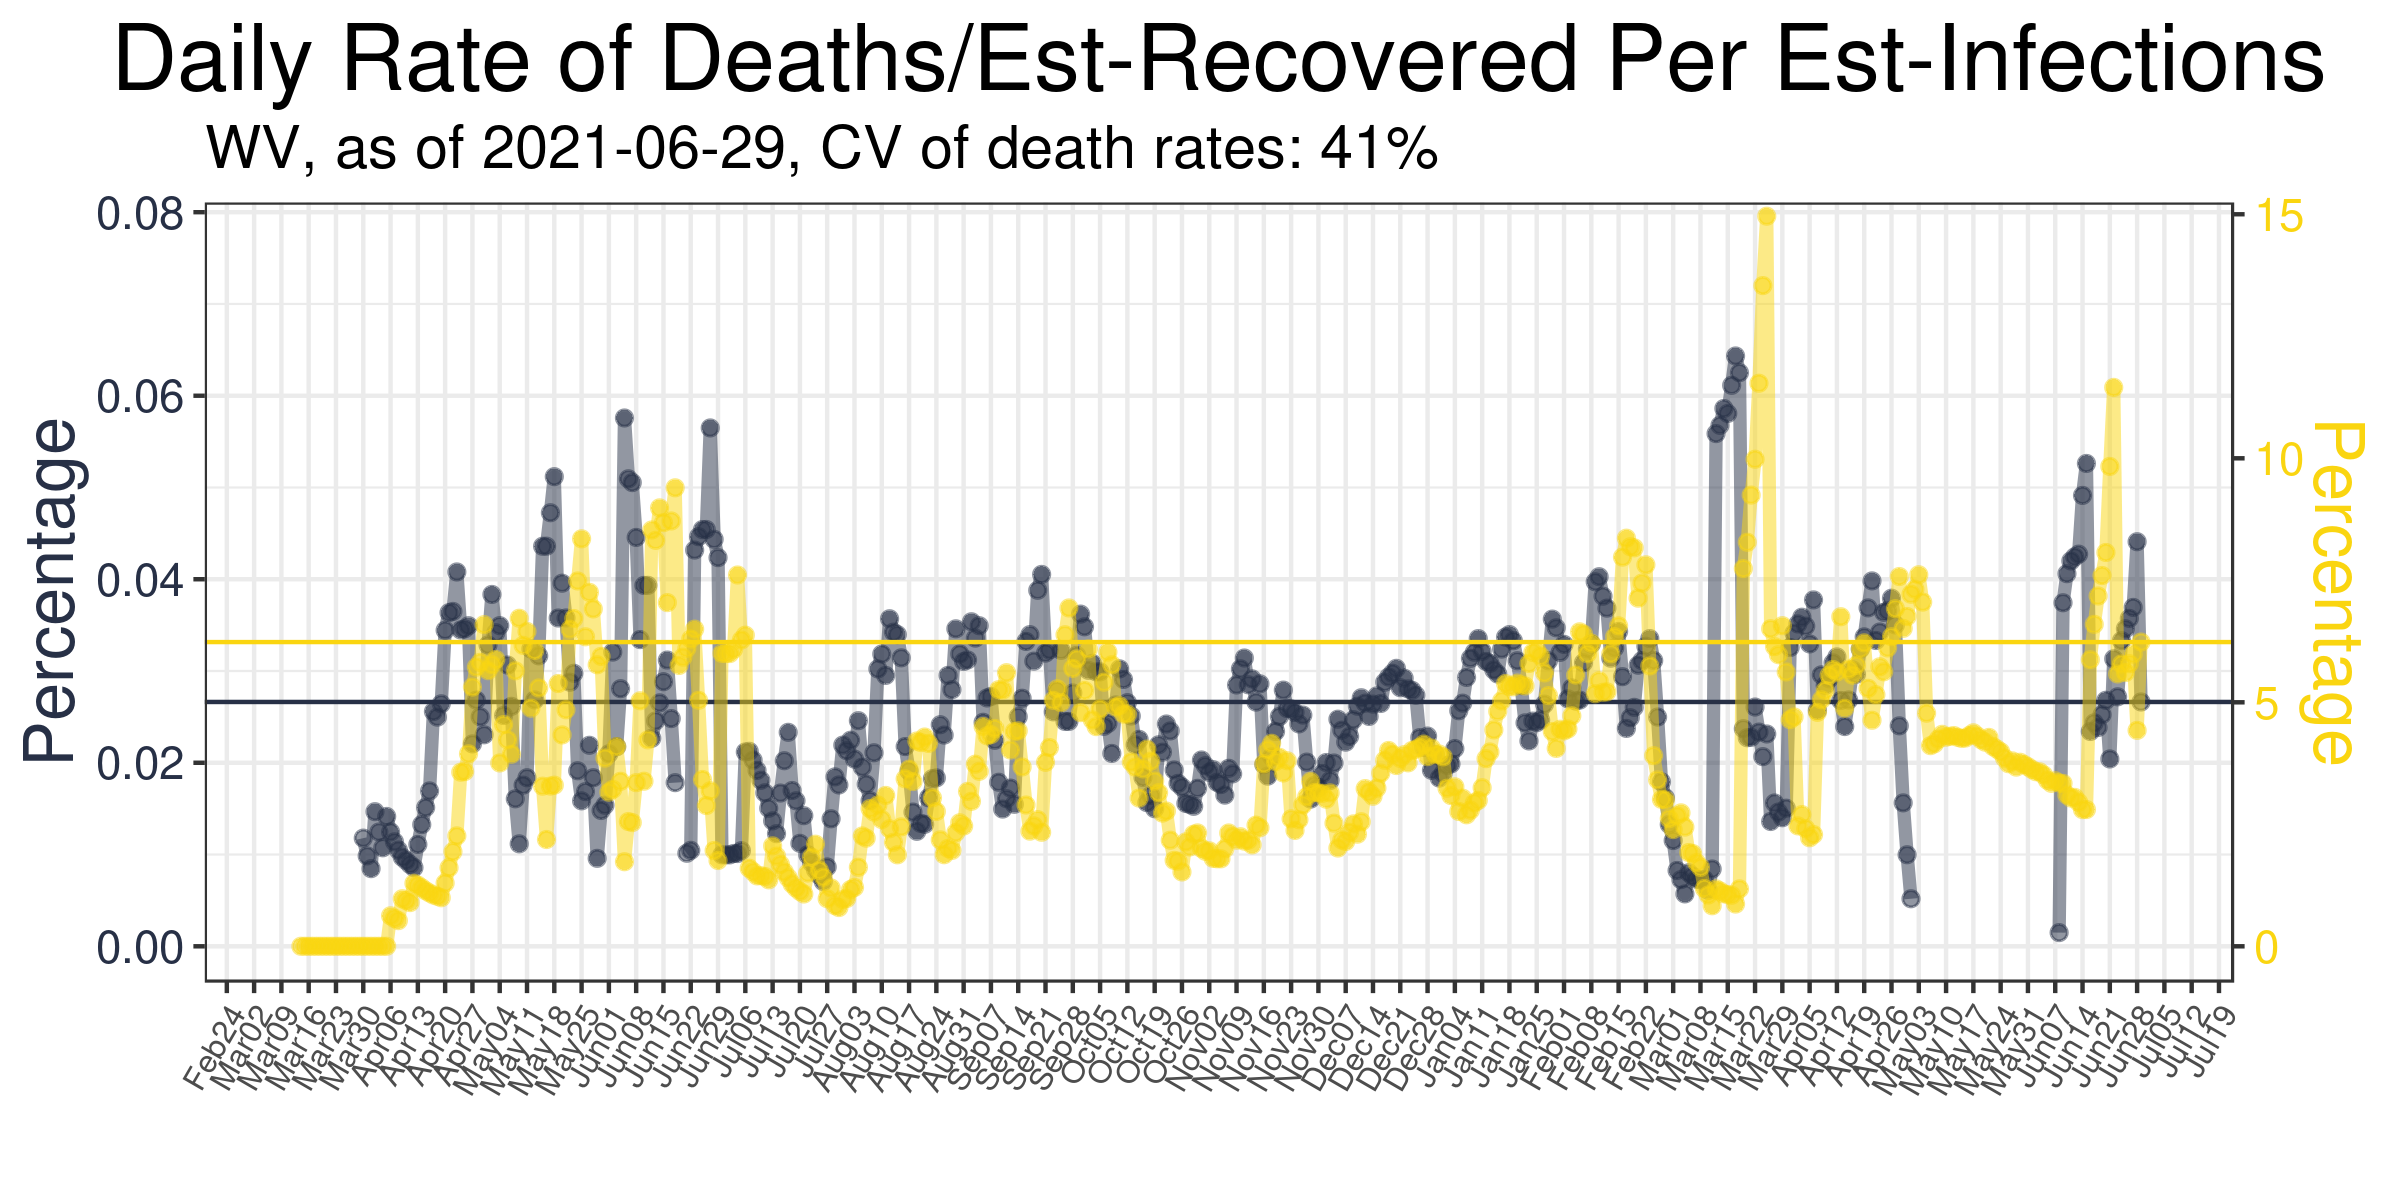 Daily Rate of Deaths/Est-Recovered Per Est-Infections
WV, as of 2021-06-29, CV of death rates: 41%
Percentage
0.08
0.06
0.04
0.02
0.00
15
10
5
0
Percentage
Feb24
Mar02
Mar09
Mar16
Mar23
Mar30
Apr06
Apr13
Apr20
Apr27
May04
May11
May18
May25
Jun01
Jun08
Jun15
Jun22
Jun29
Jul06
Jul13
Jul20
Jul27
Aug03
Aug10
Aug17
Aug24
Aug31
Sep07
Sep14
Sep21
Sep28
Oct05
Oct12
Oct19
Oct26
Nov02
Nov09
Nov16
Nov23
Nov30
Dec07
Dec14
Dec21
Dec28
Jan04
Jan11
Jan18
Jan25
Feb01
Feb08
Feb15
Feb22
Mar01
Mar08
Mar15
Mar22
Mar29
Apr05
Apr12
Apr19
Apr26
May03
May10
May17
May24
May31
Jun07
Jun14
Jun21
Jun28
Jul05
Jul12
Jul19